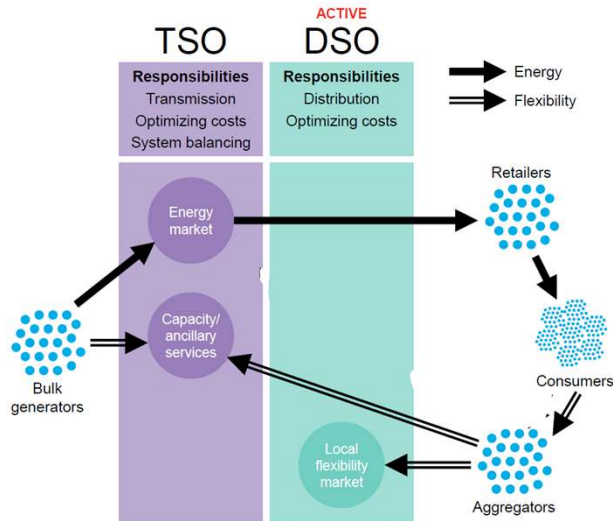 ACTIVE
TSO
DSO
Responsibilities
Transmission
Optimizing costs
System balancing
Responsibilities
Distribution
Optimizing costs
Energy
Flexibility
Energy
market
Retailers
Capacity/
ancillary
services
Bulk
generators
Consumers
Local
flexibility
market
Aggregators